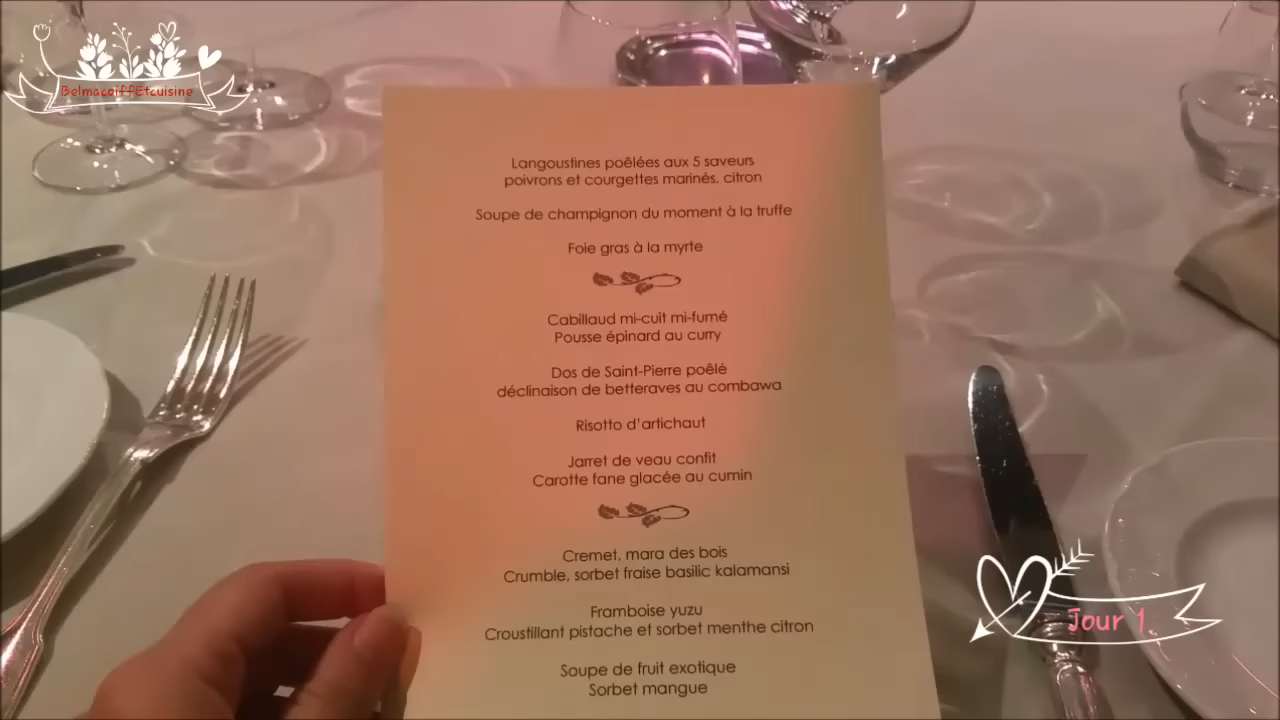 BelmacoiffEtcuisine
Langoustines poêlées aux 5 saveurs
poivrons et courgettes marinés, citron
Soupe de champignon du moment à la truffe
Foie gras à la myrte
Cabillaud mi-cuit mi-fumé
Pousse épinard au curry
Dos de Saint-Pierre poêlé
déclinaison de betteraves au combawa
Risotto d'artichaut
Jarret de veau confit
Carotte fane glacée au cumin
Cremet, mara des bois
Crumble, sorbet fraise basilic kalamansi
Framboise yuzu
Croustillant pistache et sorbet menthe citron
Soupe de fruit exotique
Sorbet mangue
Jour 1